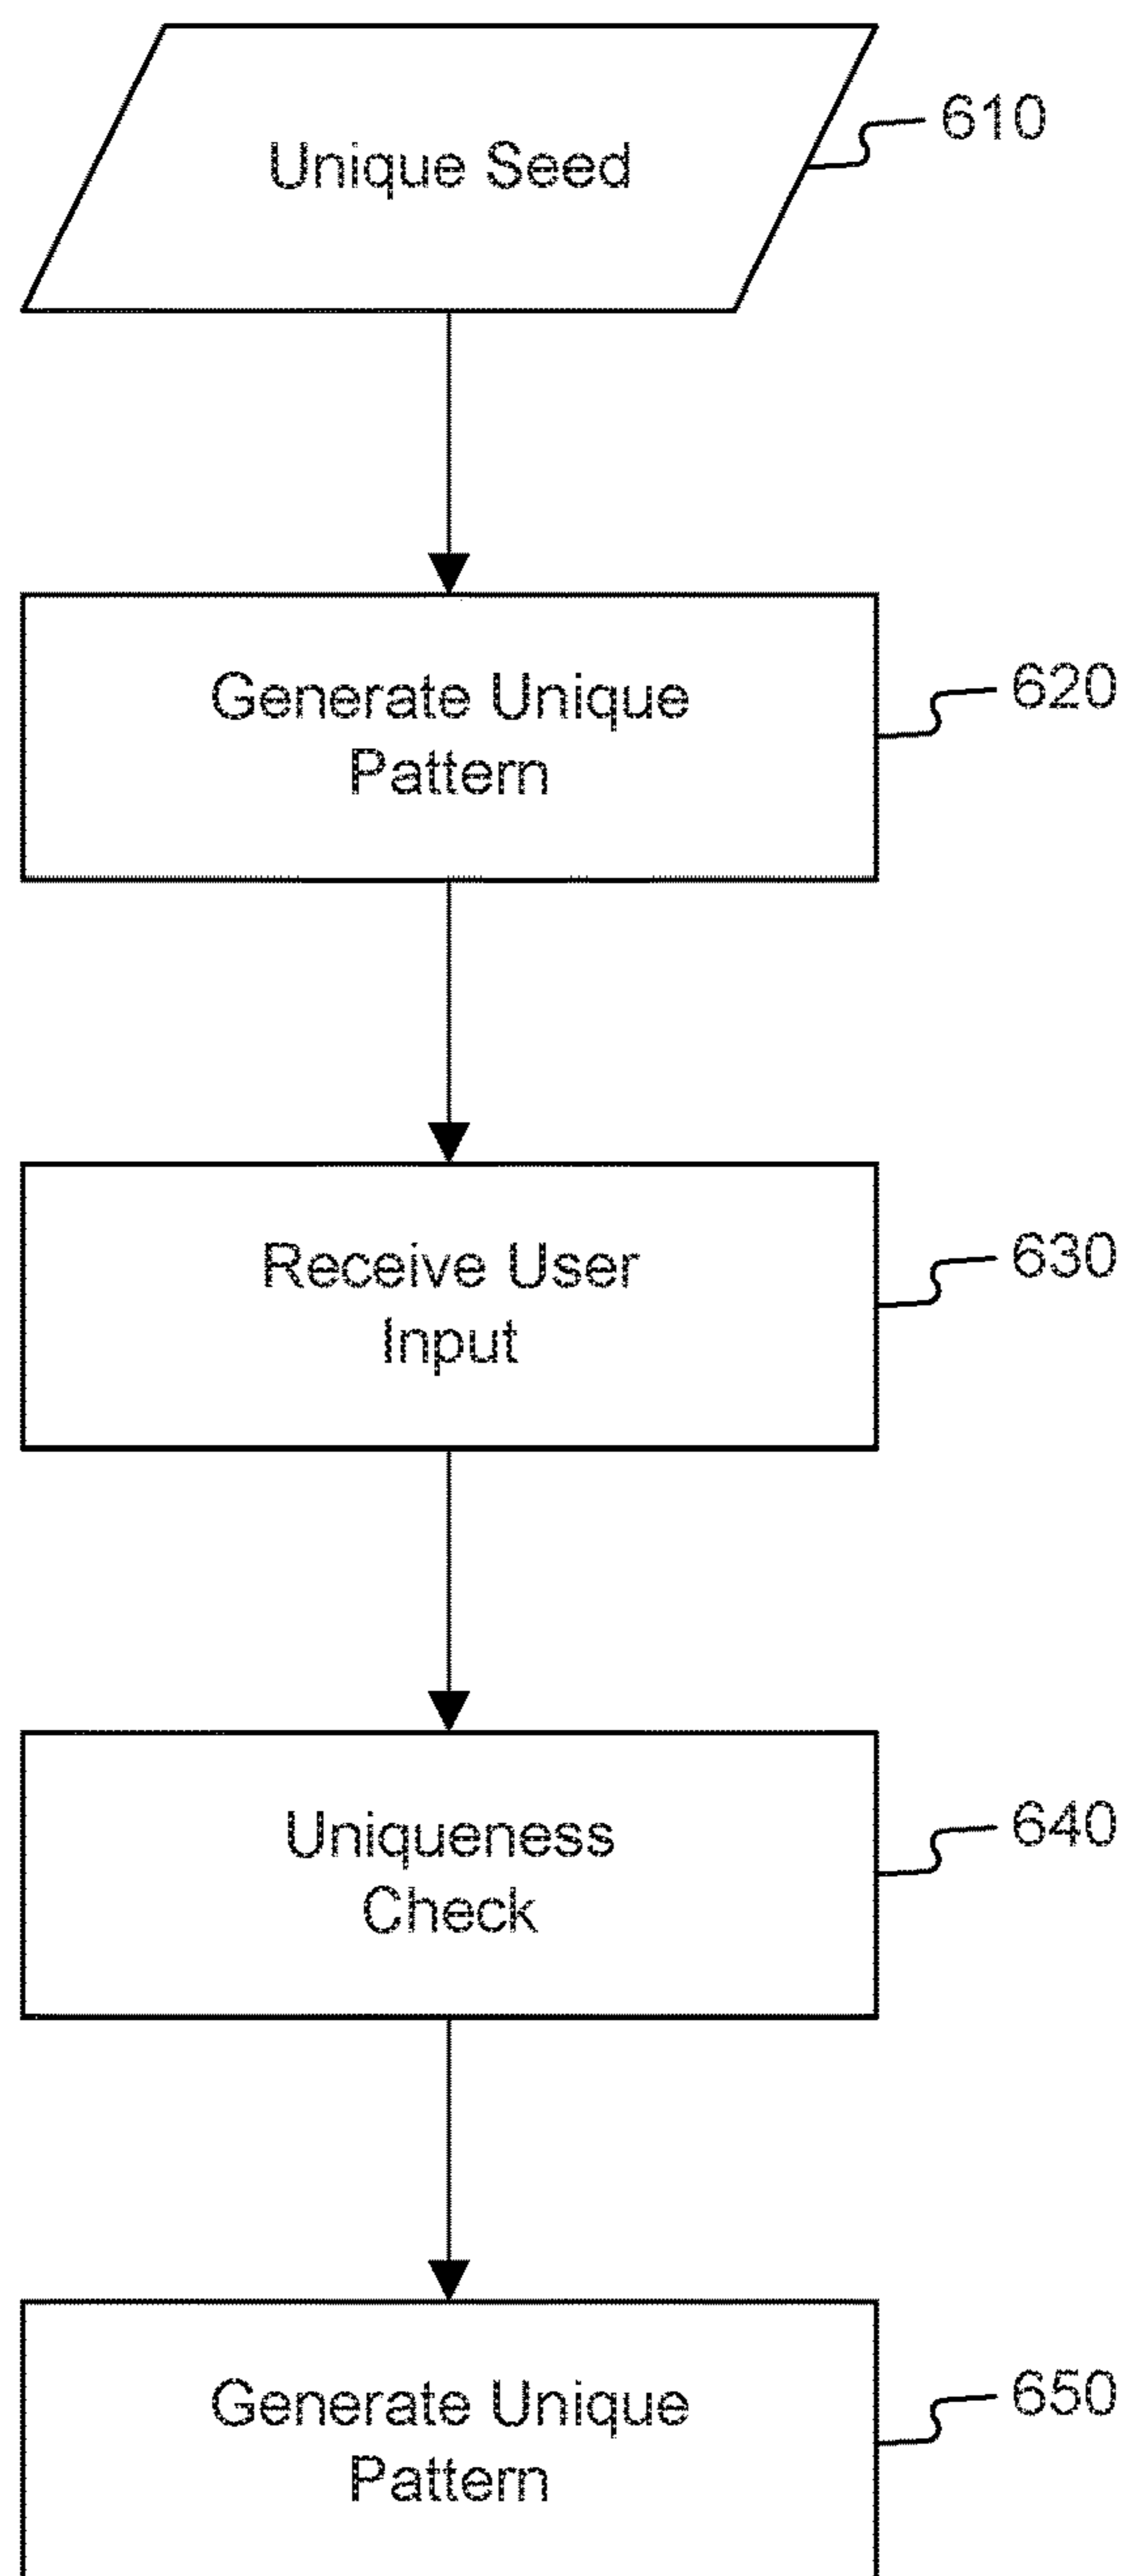 Unique Seed
610
Generate Unique
Pattern
620
Receive User
Input
630
Uniqueness
Check
640
Generate Unique
Pattern
650